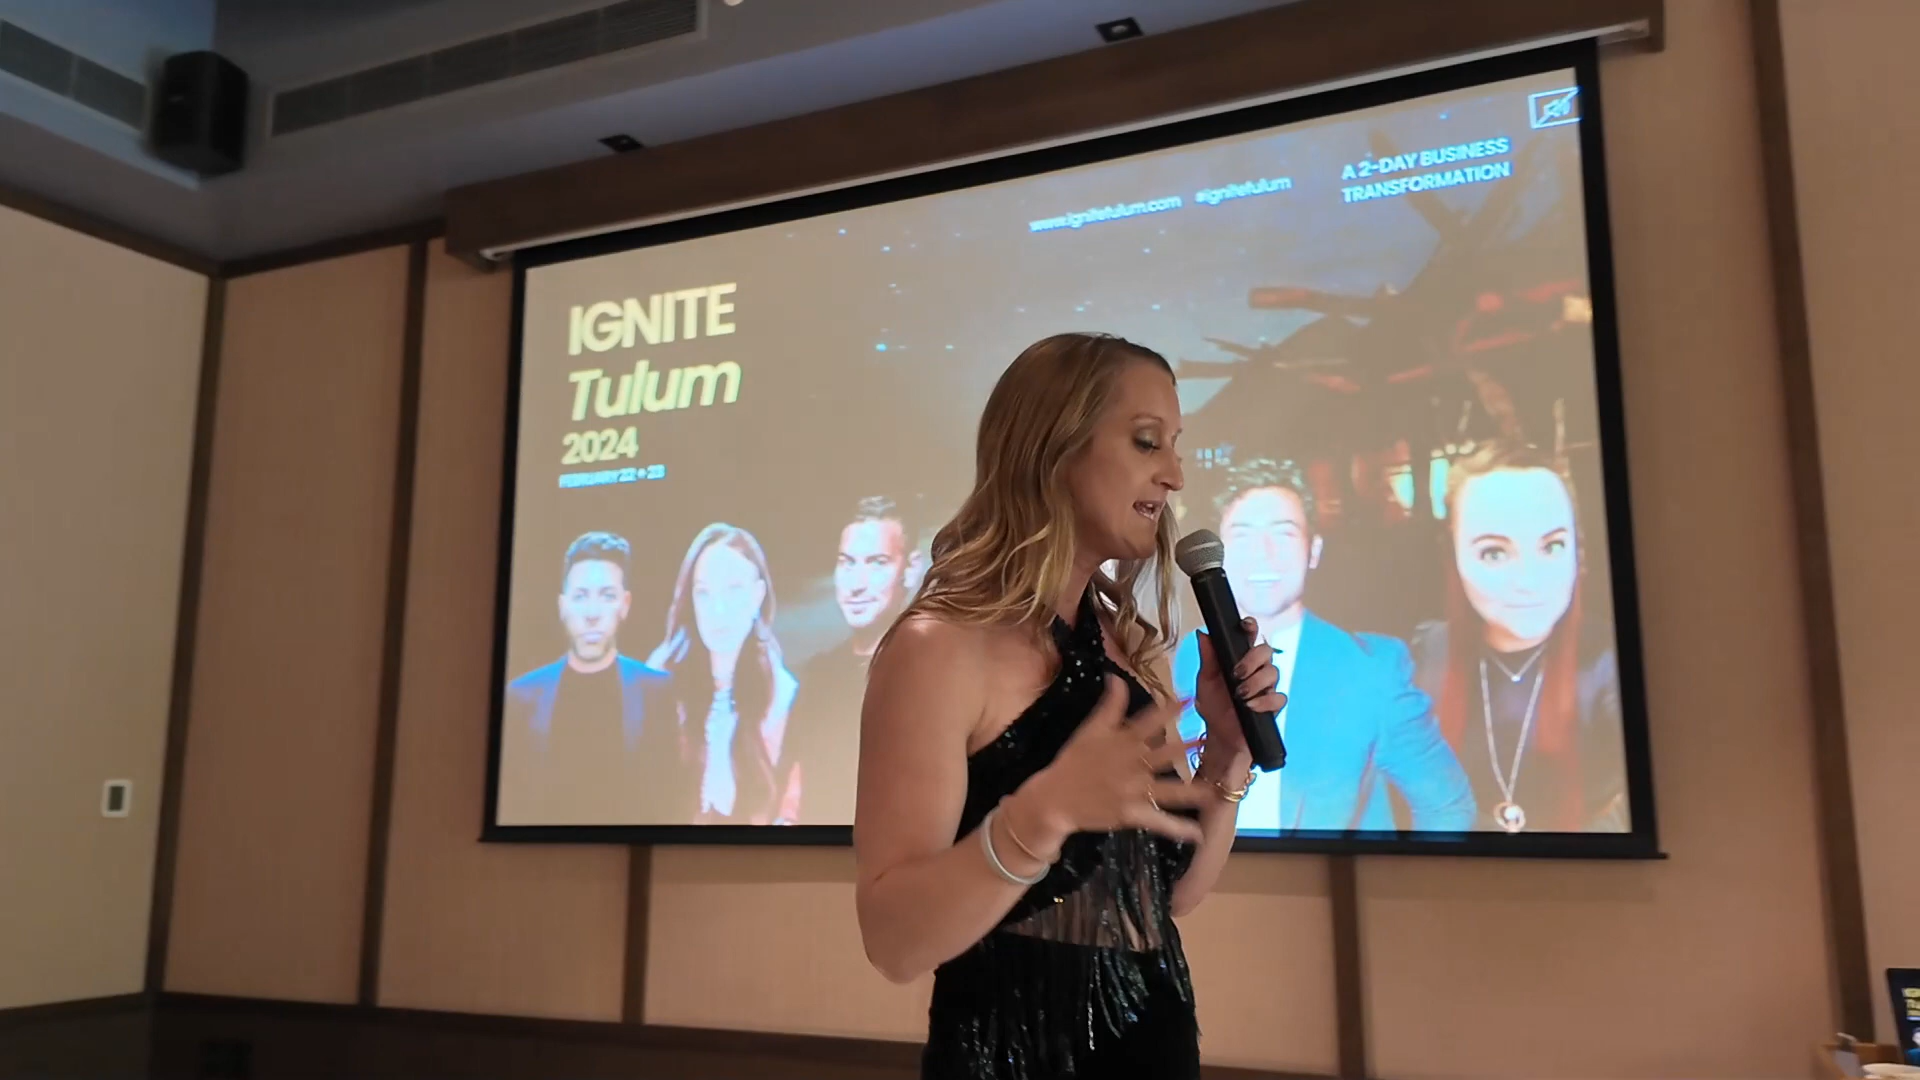 A 2-DAY BUSINESS
TRANSFORMATION
www.ignitetulum.com #ignitetulum
IGNITE
Tulum
2024
FEBRUARY 22 + 23